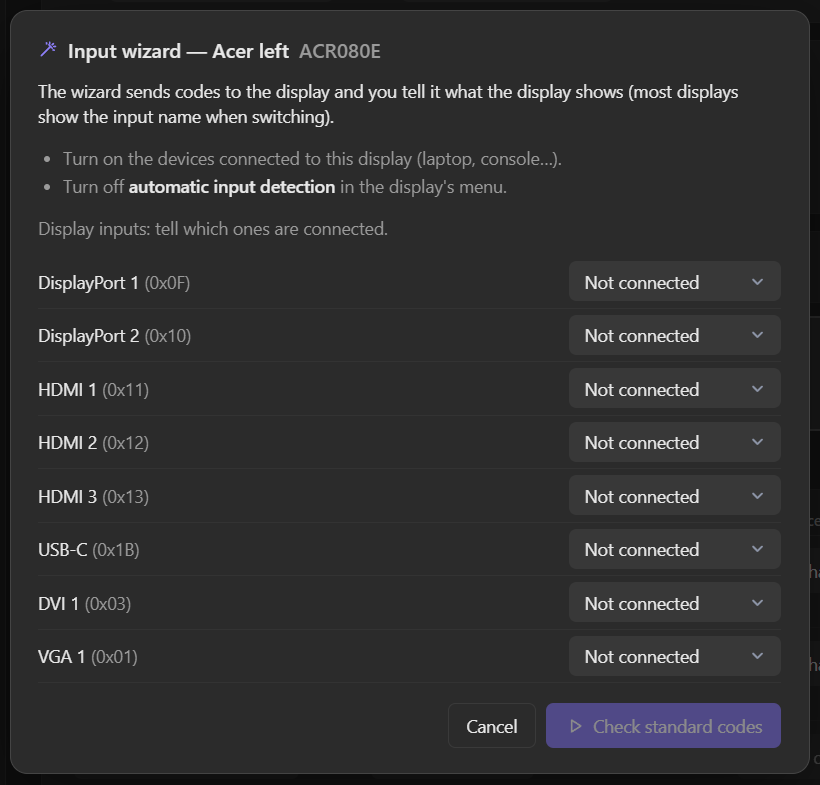 Input wizard — Acer left ACR080E
The wizard sends codes to the display and you tell it what the display shows (most displays
show the input name when switching).
• Turn on the devices connected to this display (laptop, console...).
• Turn off automatic input detection in the display's menu.
Display inputs: tell which ones are connected.
DisplayPort 1 (0x0F) Not connected
DisplayPort 2 (0x10) Not connected
HDMI 1 (0x11) Not connected
HDMI 2 (0x12) Not connected
HDMI 3 (0x13) Not connected
USB-C (0x1B) Not connected
DVI 1 (0x03) Not connected
VGA 1 (0x01) Not connected
Cancel Check standard codes